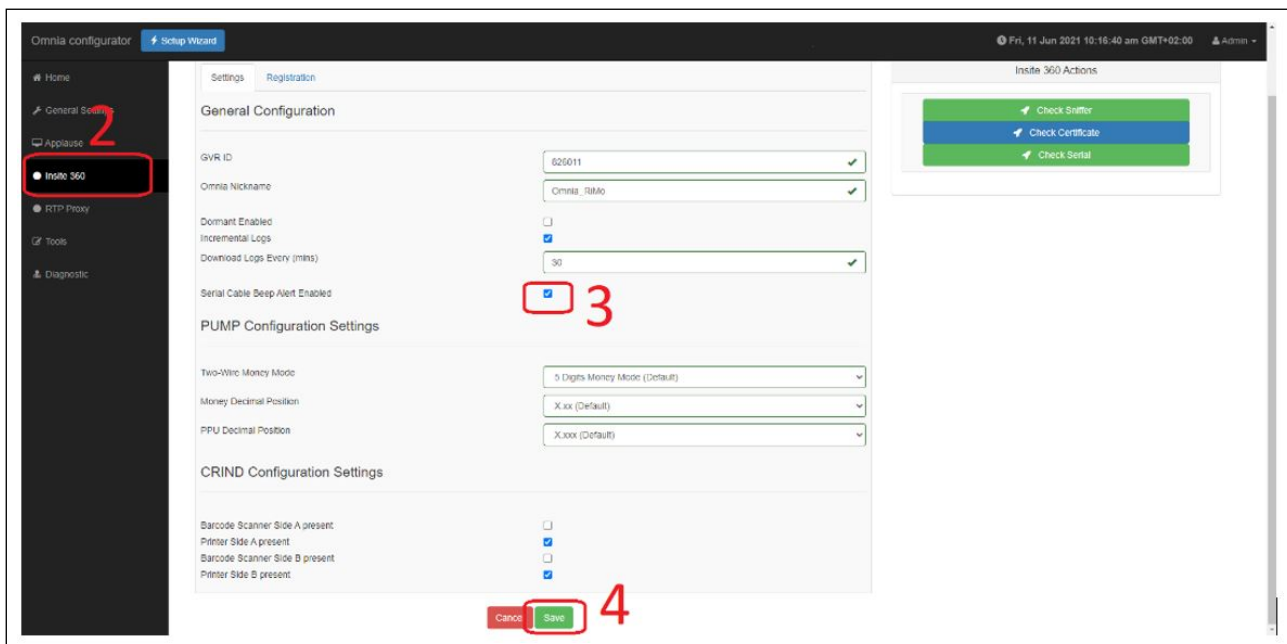 Omnia configurator
Setup Wizard
Fri, 11 Jun 2021 10:16:40 am GMT+02:00
Admin
Home
General Settings
2
Applause
Insite 360
RTP Proxy
Tools
Diagnostic
Settings
Registration
General Configuration
GVR ID
826011
Omnia Nickname
Omnia_RiMo
Dormant Enabled
Incremental Logs
Download Logs Every (mins)
30
Serial Cable Beep Alert Enabled
3
PUMP Configuration Settings
Two-Wire Money Mode
5 Digits Money Mode (Default)
Money Decimal Position
X.xx (Default)
PPU Decimal Position
X.xxx (Default)
CRIND Configuration Settings
Barcode Scanner Side A present
Printer Side A present
Barcode Scanner Side B present
Printer Side B present
Cancel
Save
4
Insite 360 Actions
Check Sniffer
Check Certificate
Check Serial